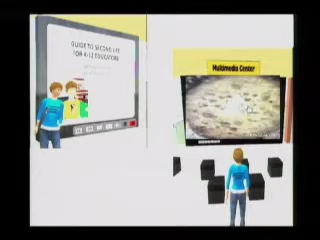 GUIDE TO SECOND LIFE
FOR K-12 EDUCATORS
Multimedia Center